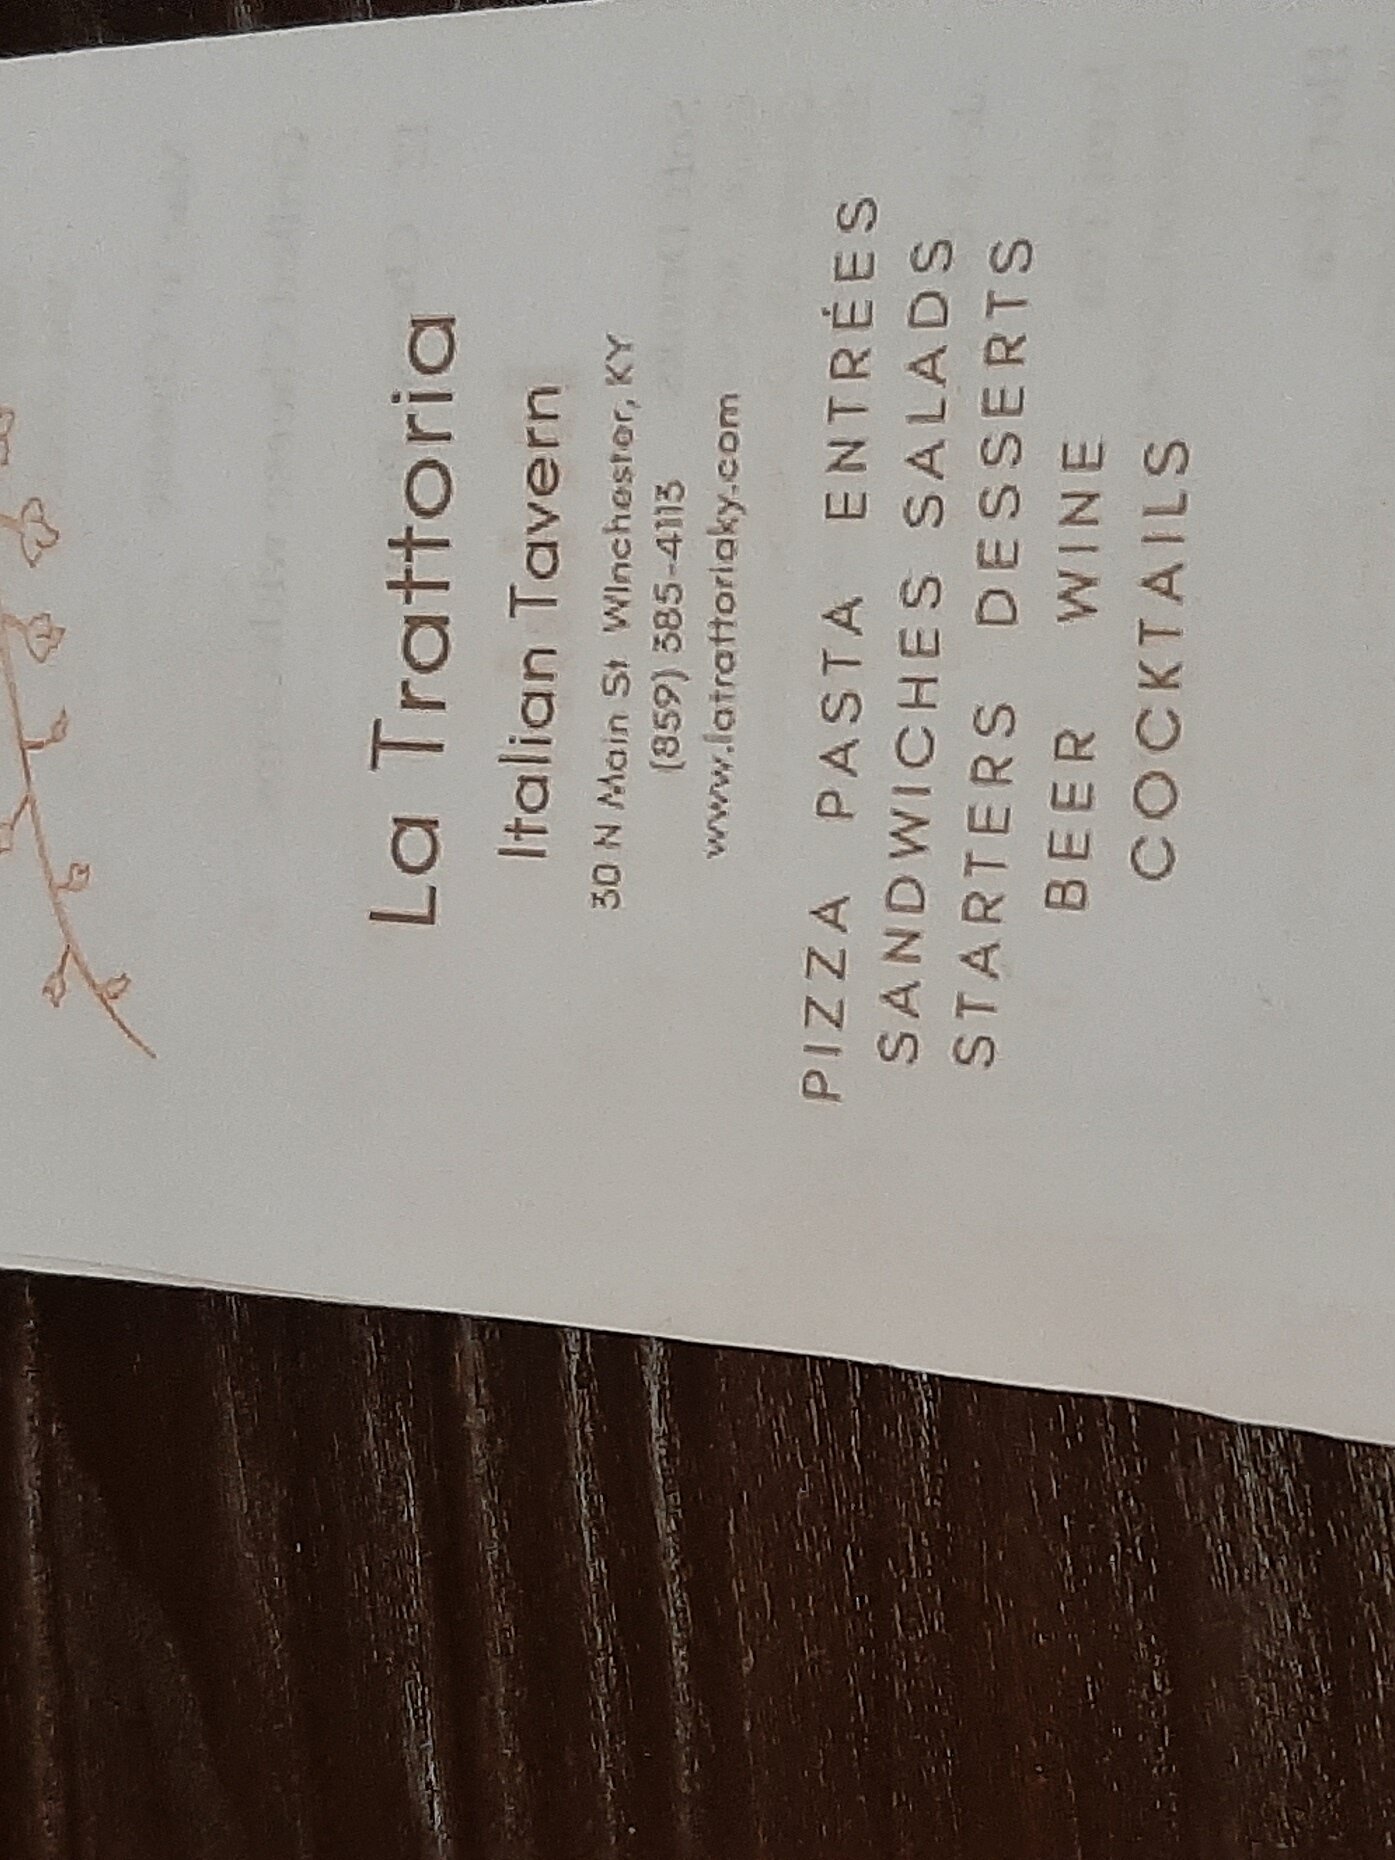 La Trattoria
Italian Tavern
30 N Main St Winchester, KY
(859) 385-4113
www.latrattoriaky.com
PIZZA PASTA ENTRÉES
SANDWICHES SALADS
STARTERS DESSERTS
BEER WINE
COCKTAILS